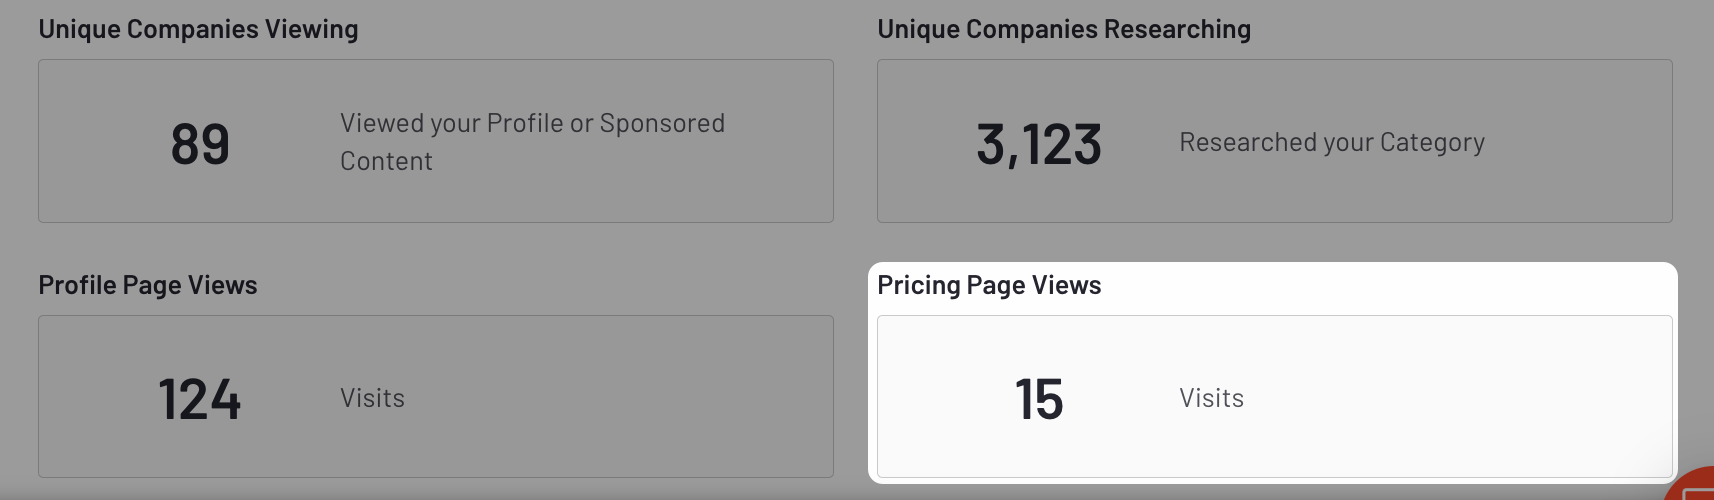 Unique Companies Viewing
89
Viewed your Profile or Sponsored
Content
Unique Companies Researching
3,123
Researched your Category
Profile Page Views
124
Visits
Pricing Page Views
15
Visits